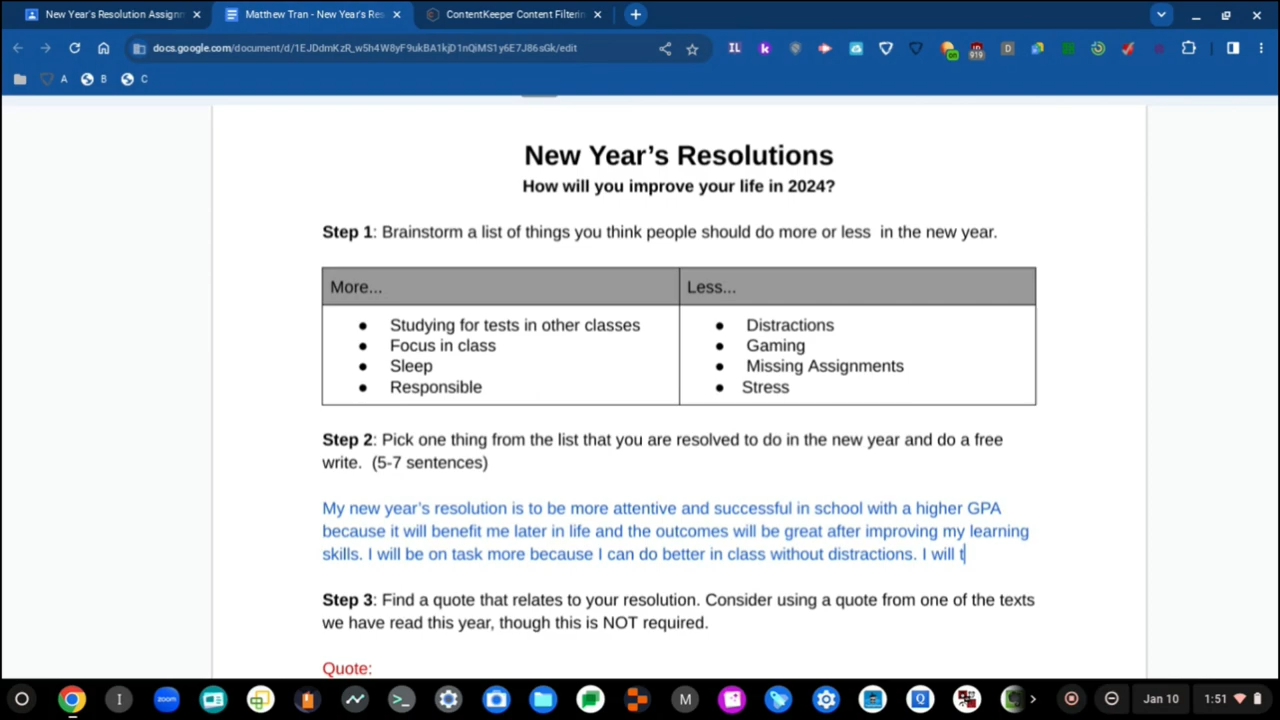 New Year's Resolution Assignm
Matthew Tran - New Year's Res
ContentKeeper Content Filterin
docs.google.com/document/d/1EJDdmKzR_w5h4W8yF9ukBA1kjD1nQiMS1y6E7J86sGk/edit
IL
k
on
919
D
A
B
C
New Year's Resolutions
How will you improve your life in 2024?
Step 1: Brainstorm a list of things you think people should do more or less  in the new year.
More...
Less...
● Studying for tests in other classes
● Focus in class
● Sleep
● Responsible
● Distractions
● Gaming
● Missing Assignments
● Stress
Step 2: Pick one thing from the list that you are resolved to do in the new year and do a free
write.  (5-7 sentences)
My new year's resolution is to be more attentive and successful in school with a higher GPA
because it will benefit me later in life and the outcomes will be great after improving my learning
skills. I will be on task more because I can do better in class without distractions. I will t
Step 3: Find a quote that relates to your resolution. Consider using a quote from one of the texts
we have read this year, though this is NOT required.
Quote:
I
zoom
M
Q
Jan 10
1:51